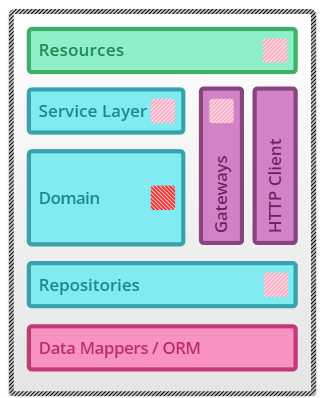 Resources
Service Layer
Domain
Gateways
HTTP Client
Repositories
Data Mappers / ORM